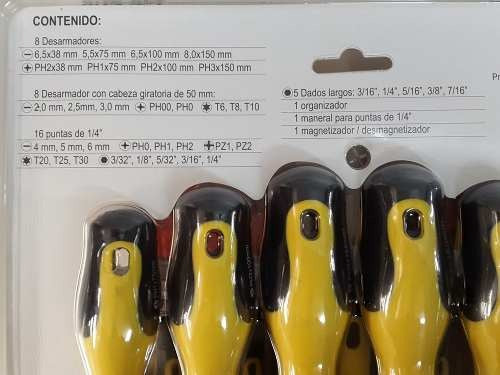 CONTENIDO:
8 Desarmadores:
6,5x38 mm 5,5x75 mm 6,5x100 mm 8,0x150 mm
PH2x38 mm PH1x75 mm PH2x100 mm PH3x150 mm
8 Desarmador con cabeza giratoria de 50 mm:
2,0 mm, 2,5mm, 3,0 mm PH00, PH0 T6, T8, T10
16 puntas de 1/4"
4 mm, 5 mm, 6 mm PH0, PH1, PH2 PZ1, PZ2
T20, T25, T30 3/32", 1/8", 5/32", 3/16", 1/4"
5 Dados largos: 3/16", 1/4", 5/16", 3/8", 7/16"
1 organizador
1 maneral para puntas de 1/4"
1 magnetizador / desmagnetizador